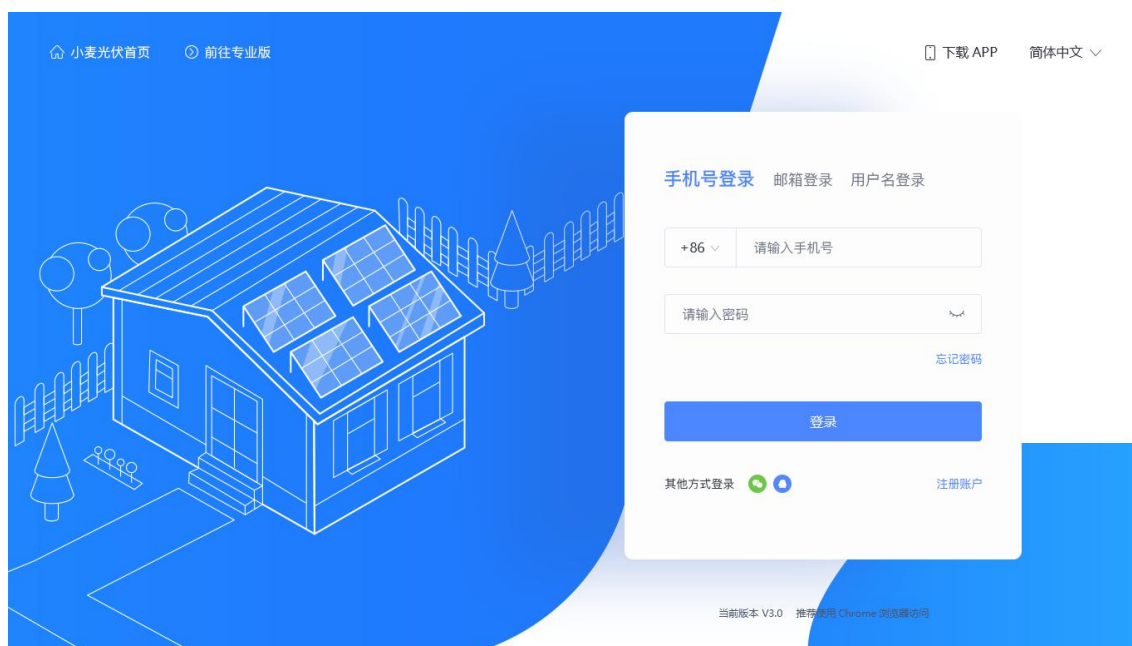 小麦光伏首页 前往专业版 下载 APP 简体中文
手机号登录 邮箱登录 用户名登录
+86 请输入手机号
请输入密码
忘记密码
登录
其他方式登录 注册账户
当前版本 V3.0 推荐使用 Chrome 浏览器访问